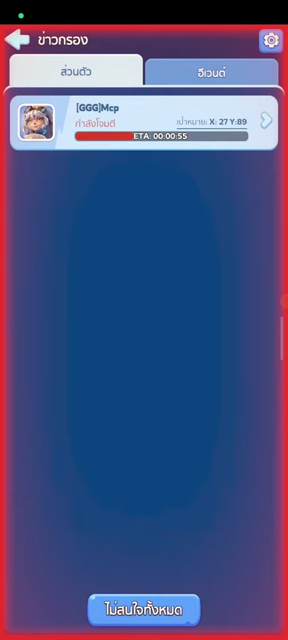 ข่าวกรอง
ส่วนตัว
อีเวนต์
[GGG]Mcp
กำลังโจมตี
เป้าหมาย: X: 27 Y:89
ETA: 00:00:55
ไม่สนใจทั้งหมด